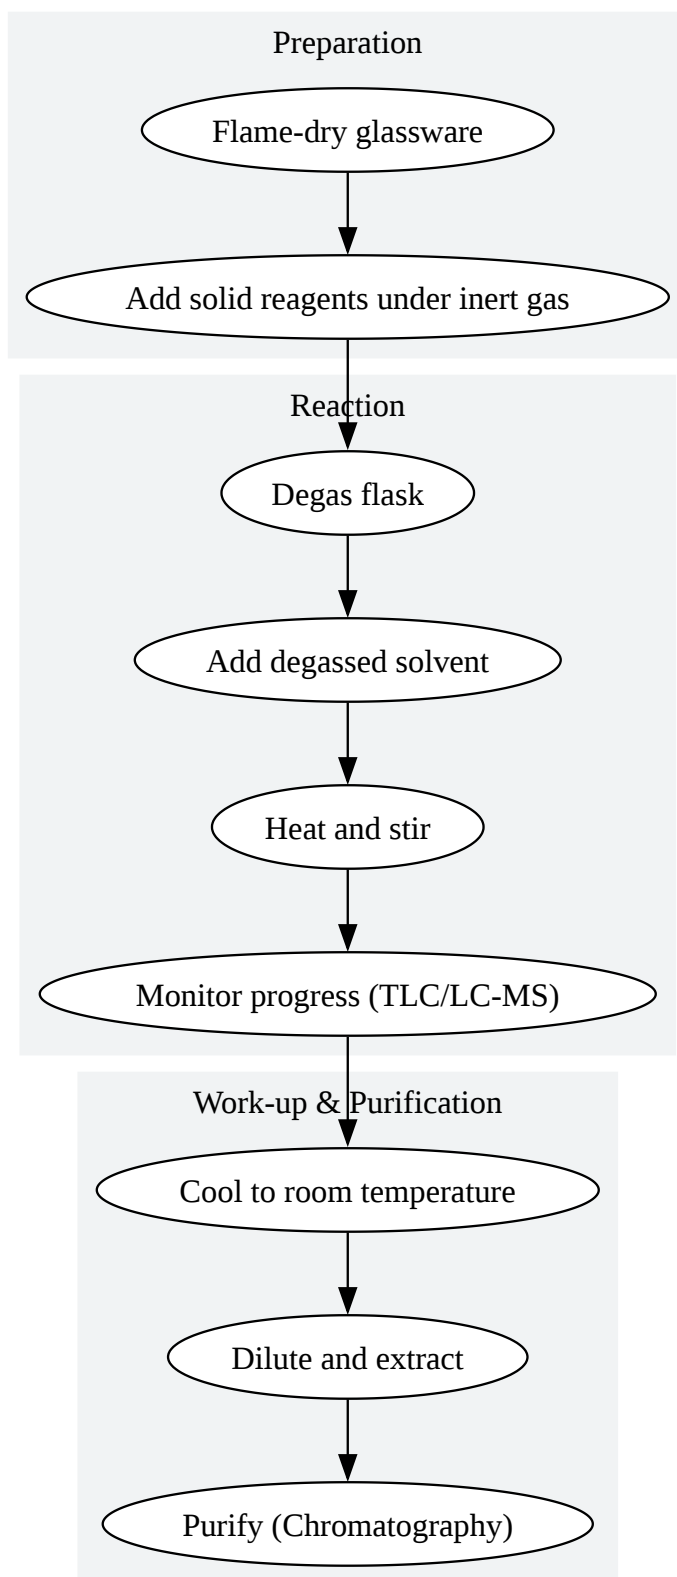 Preparation
Flame-dry glassware
Add solid reagents under inert gas
Reaction
Degas flask
Add degassed solvent
Heat and stir
Monitor progress (TLC/LC-MS)
Work-up & Purification
Cool to room temperature
Dilute and extract
Purify (Chromatography)